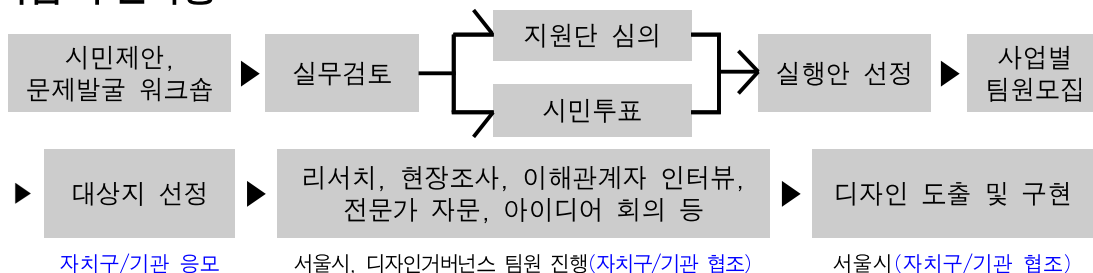 시민제안,
문제발굴 워크숍
실무검토
지원단 심의
시민투표
실행안 선정
사업별
팀원모집
대상지 선정
자치구/기관 응모
리서치, 현장조사, 이해관계자 인터뷰,
전문가 자문, 아이디어 회의 등
서울시, 디자인거버넌스 팀원 진행(자치구/기관 협조)
디자인 도출 및 구현
서울시(자치구/기관 협조)